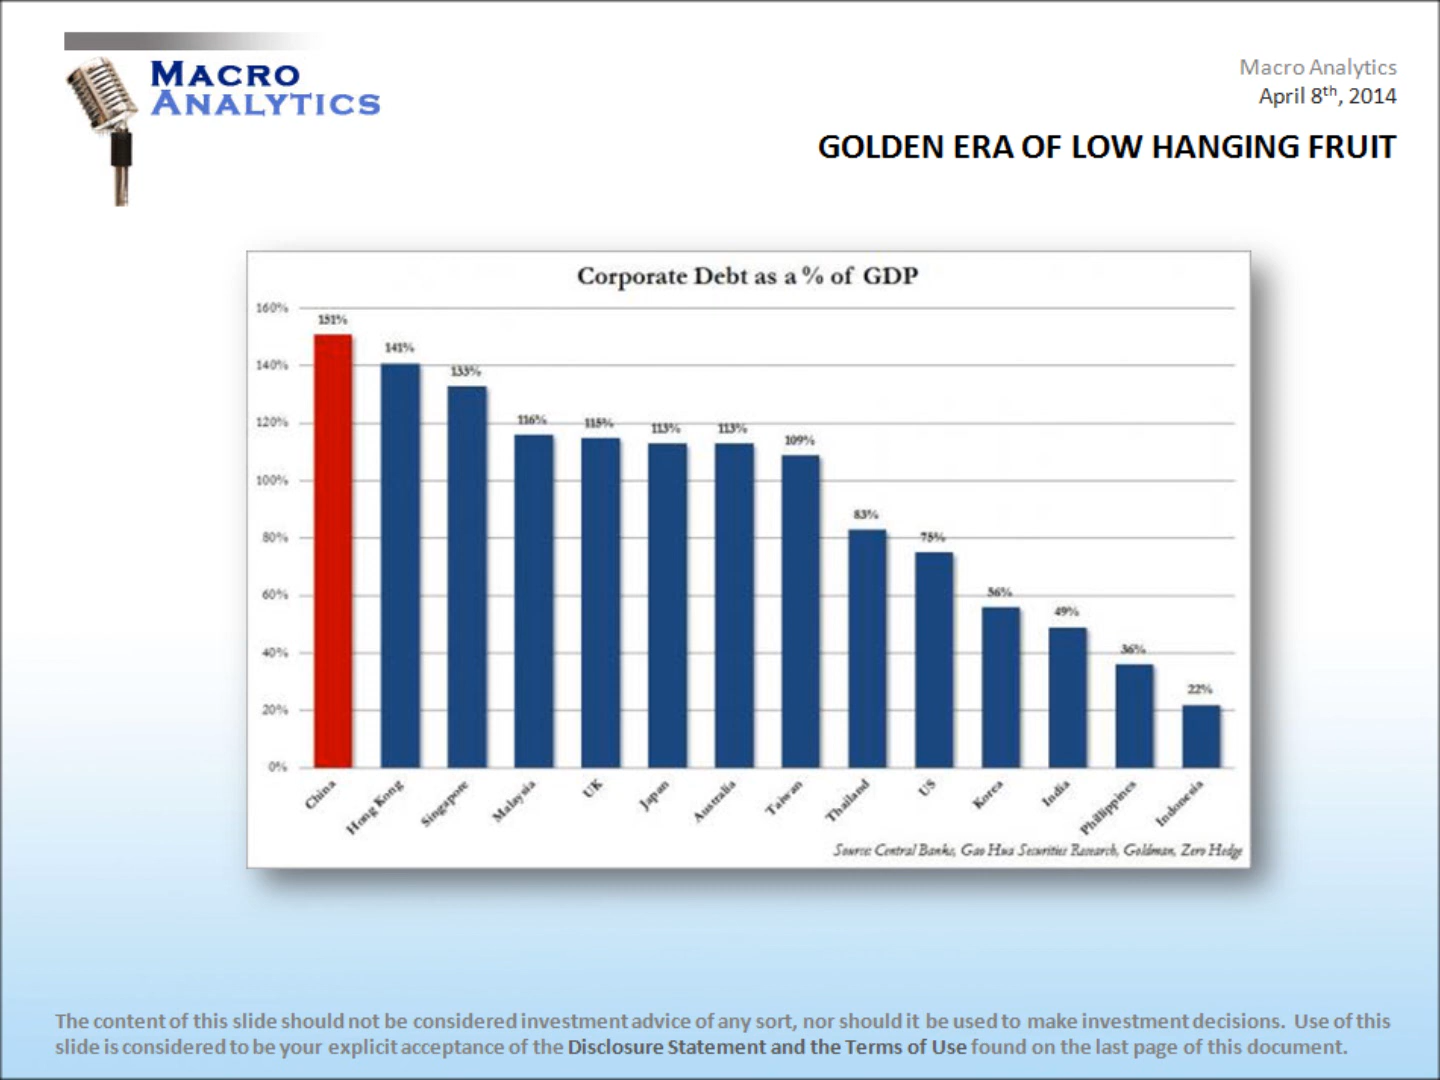 MACRO
ANALYTICS
Macro Analytics
April 8th, 2014
GOLDEN ERA OF LOW HANGING FRUIT
Corporate Debt as a % of GDP
160%
140%
120%
100%
80%
60%
40%
20%
0%
151%
141%
133%
116%
115%
113%
113%
109%
83%
75%
56%
49%
36%
22%
China
Hong Kong
Singapore
Malaysia
UK
Japan
Australia
Taiwan
Thailand
US
Korea
India
Phillippines
Indonesia
Source: Central Banks, Gao Hua Securities Research, Goldman, Zero Hedge
The content of this slide should not be considered investment advice of any sort, nor should it be used to make investment decisions. Use of this
slide is considered to be your explicit acceptance of the Disclosure Statement and the Terms of Use found on the last page of this document.